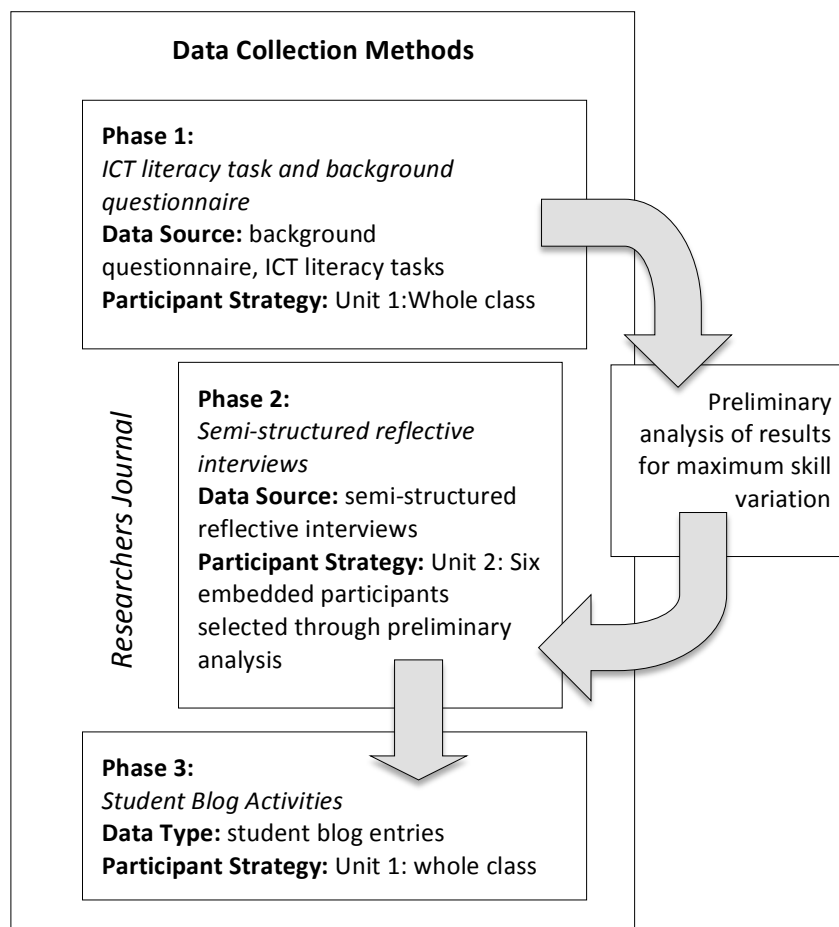 Data Collection Methods
Phase 1:
ICT literacy task and background
questionnaire
Data Source: background
questionnaire, ICT literacy tasks
Participant Strategy: Unit 1:Whole class
Preliminary
analysis of results
for maximum skill
variation
Researchers Journal
Phase 2:
Semi-structured reflective
interviews
Data Source: semi-structured
reflective interviews
Participant Strategy: Unit 2: Six
embedded participants
selected through preliminary
analysis
Phase 3:
Student Blog Activities
Data Type: student blog entries
Participant Strategy: Unit 1: whole class